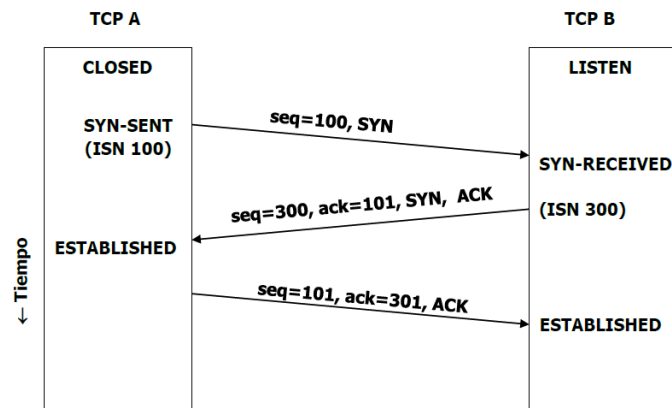 TCP A
TCP B
CLOSED
LISTEN
seq=100, SYN
SYN-SENT
(ISN 100)
SYN-RECEIVED
seq=300, ack=101, SYN, ACK
(ISN 300)
ESTABLISHED
← Tiempo
seq=101, ack=301, ACK
ESTABLISHED